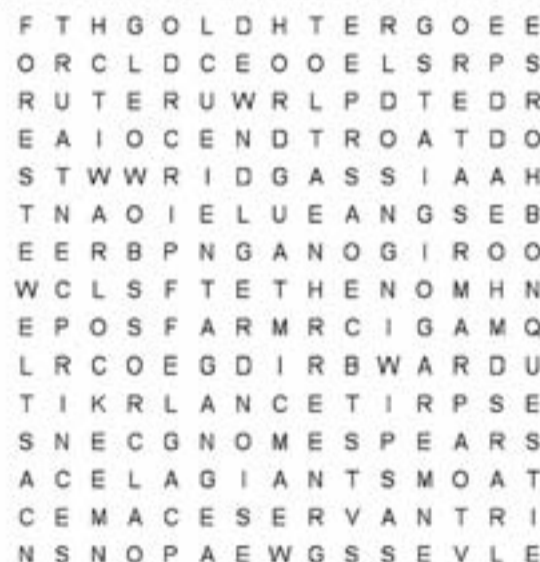 F T H G O L D H T E R G O E E
O R C L D C E O O E L S R P S
R U T E R U W R L P D T E D R
E A I O C E N D T R O A T D O
S T W W R I D G A S S I A A H
T N A O I E L U E A N G S E B
E E R B P N G A N O G I R O O
W C L S F T E T H E N O M H N
E P O S F A R M R C I G A M Q
L R C O E G D I R B W A R D U
T I K R L A N C E T I R P S E
S N E C G N O M E S P E A R S
A C E L A G I A N T S M O A T
C E M A C E S E R V A N T R I
N S N O P A E W G S S E V L E